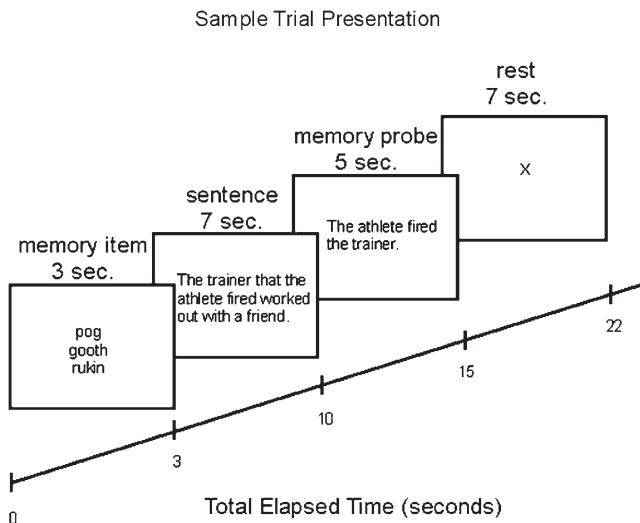 Sample Trial Presentation
rest
7 sec.
x
memory probe
5 sec.
The athlete fired
the trainer.
sentence
7 sec.
The trainer that the
athlete fired worked
out with a friend.
memory item
3 sec.
pog
gooth
rukin
0
3
10
15
22
Total Elapsed Time (seconds)